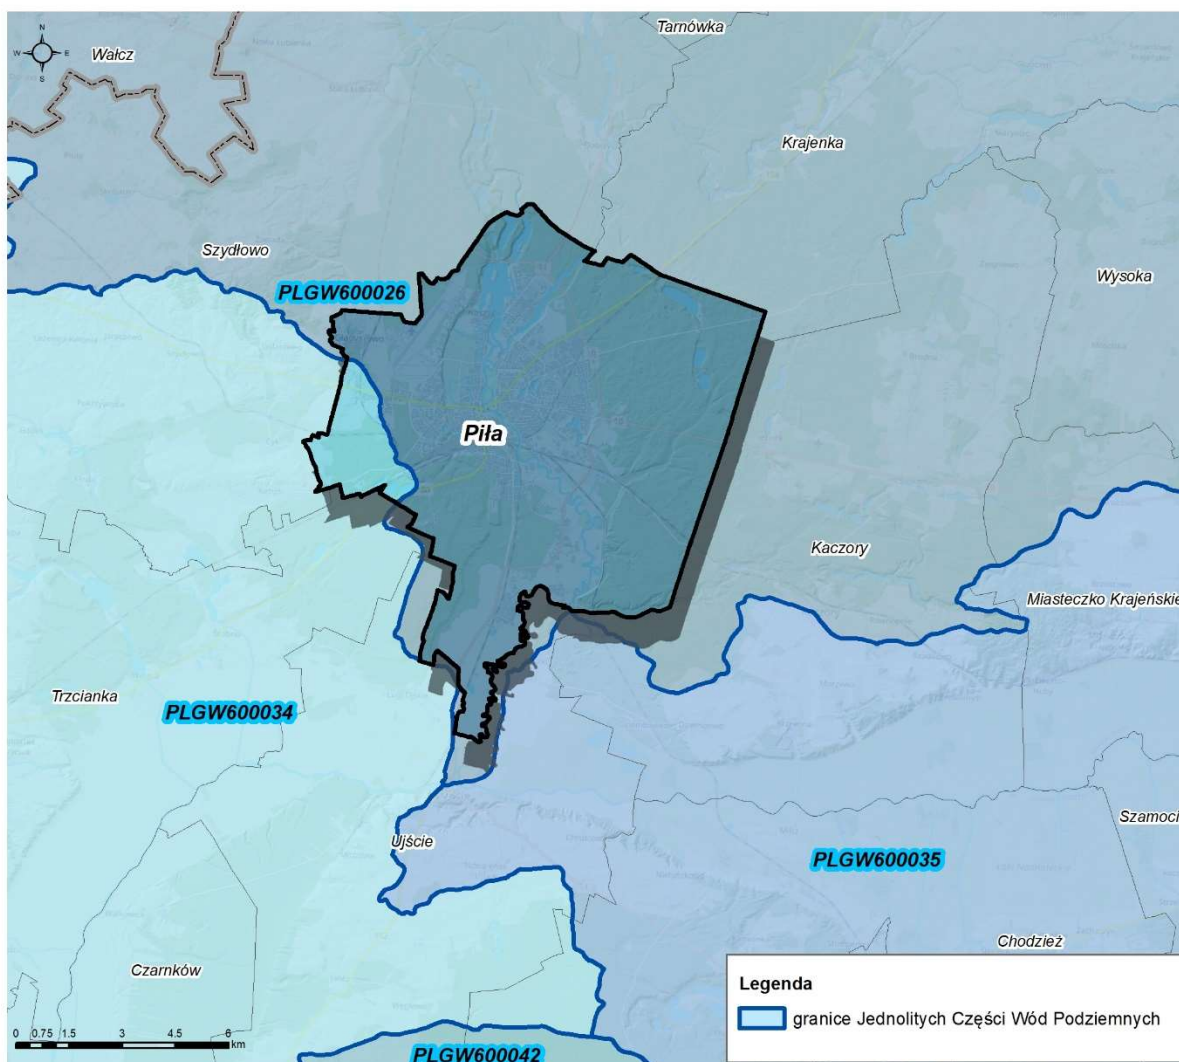 N
W E
S
Wałcz
Tarnówka
Krajenka
Szydłowo
Wysoka
PLGW600026
Piła
Kaczory
Miasteczko Krajeńskie
Trzcianka
PLGW600034
Szamoci
Ujście
PLGW600035
Chodzież
Czarnków
Legenda
granice Jednolitych Części Wód Podziemnych
0 0.75 1.5 3 4.5 6
km
PLGW600042